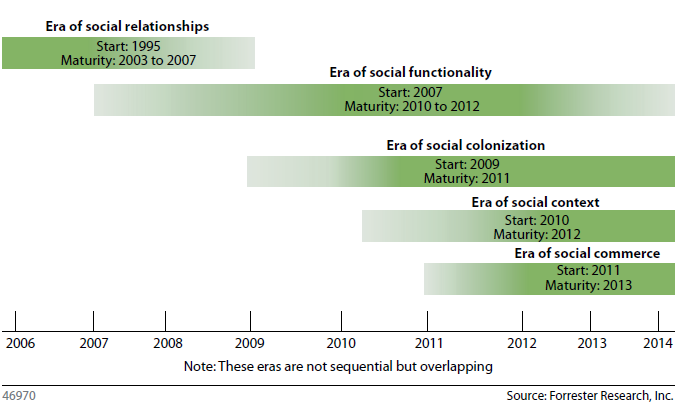 Era of social relationships
Start: 1995
Maturity: 2003 to 2007
Era of social functionality
Start: 2007
Maturity: 2010 to 2012
Era of social colonization
Start: 2009
Maturity: 2011
Era of social context
Start: 2010
Maturity: 2012
Era of social commerce
Start: 2011
Maturity: 2013
2006 2007 2008 2009 2010 2011 2012 2013 2014
Note: These eras are not sequential but overlapping
46970 Source: Forrester Research, Inc.